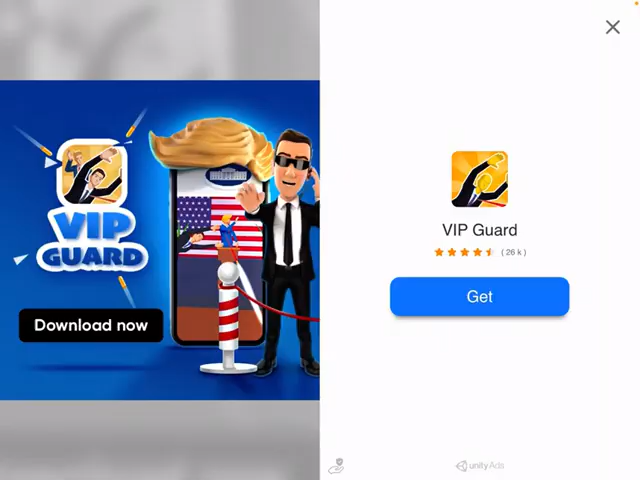 VIP
GUARD
Download now
VIP Guard
( 26 k )
Get
unity Ads